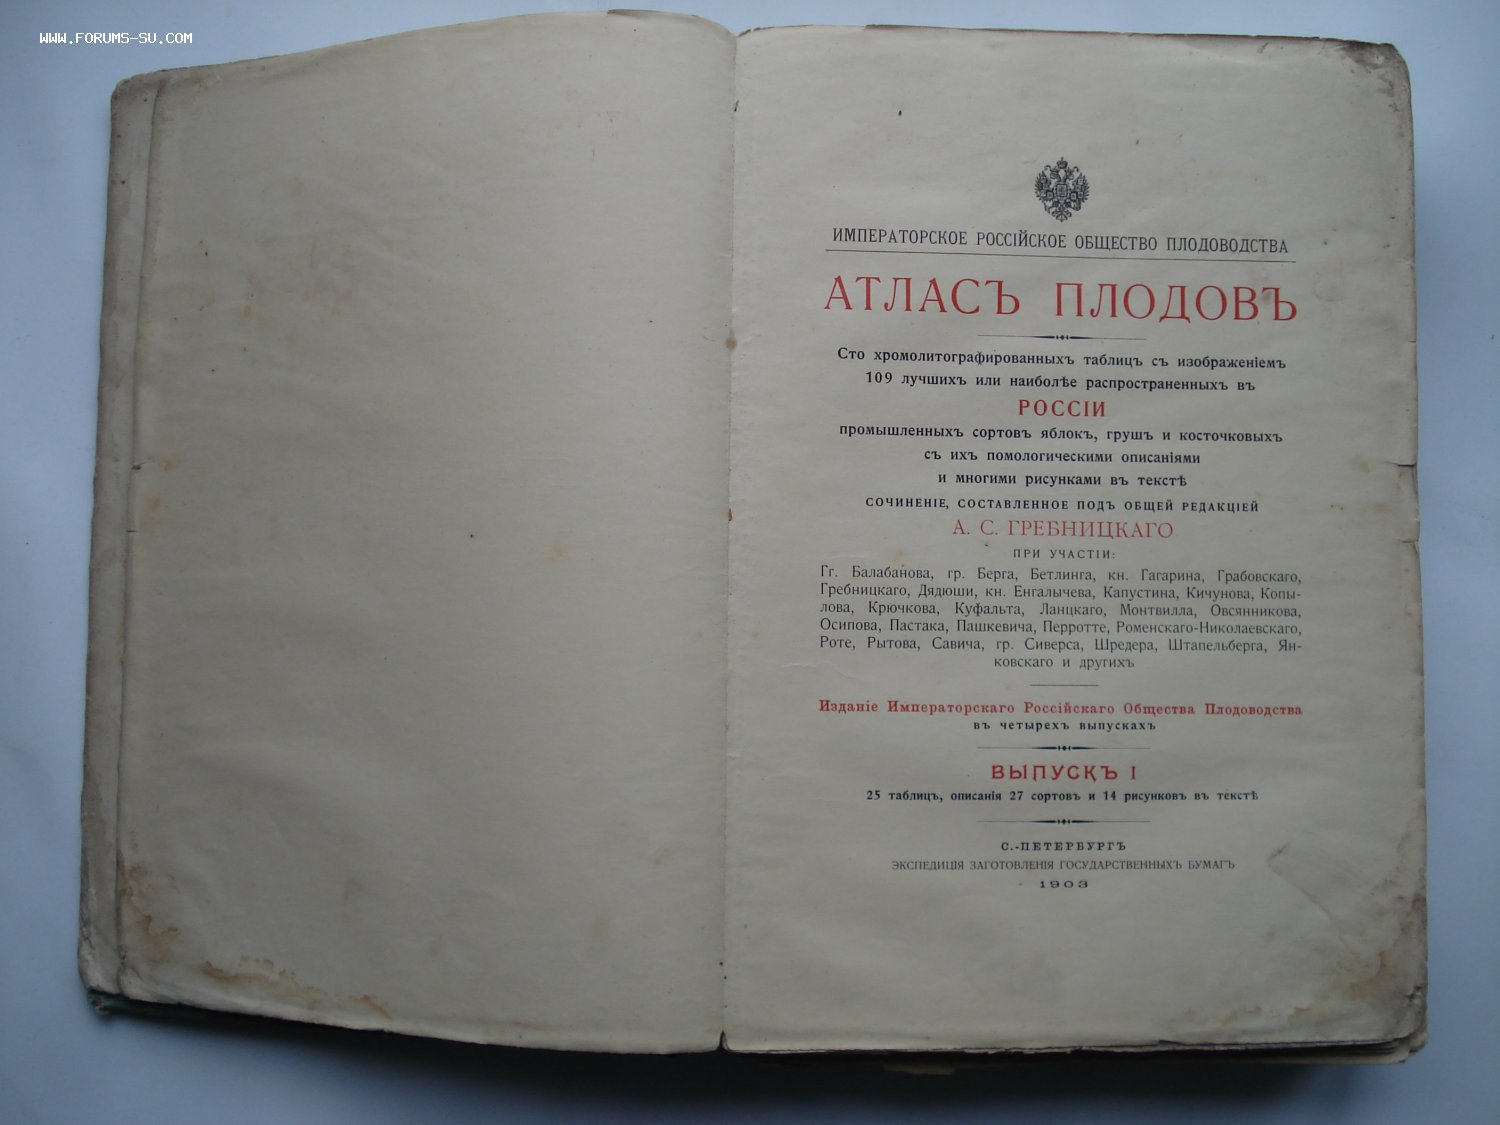 WWW.FORUMS-SU.COM
ИМПЕРАТОРСКОЕ РОССІЙСКОЕ ОБЩЕСТВО ПЛОДОВОДСТВА
АТЛАСЪ ПЛОДОВЪ
Сто хромолитографированныхъ таблицъ съ изображеніемъ
109 лучшихъ или наиболѣе распространенныхъ въ
РОССІИ
промышленныхъ сортовъ яблокъ, грушъ и косточковыхъ
съ ихъ помологическими описаніями
и многими рисунками въ текстѣ
СОЧИНЕНІЕ, СОСТАВЛЕННОЕ ПОДЪ ОБЩЕЙ РЕДАКЦІЕЙ
А. С. ГРЕБНИЦКАГО
ПРИ УЧАСТІИ:
Гг. Балабанова, гр. Берга, Бетлинга, кн. Гагарина, Грабовскаго,
Гребницкаго, Дядюши, кн. Енгалычева, Капустина, Кичунова, Копы-
лова, Крючкова, Куфальта, Ланцкаго, Монтвилла, Овсянникова,
Осипова, Пастака, Пашкевича, Перротте, Роменскаго-Николаевскаго,
Роте, Рытова, Савича, гр. Сиверса, Шредера, Штапельберга, Ян-
ковскаго и другихъ
Изданіе Императорскаго Россійскаго Общества Плодоводства
въ четырехъ выпускахъ
ВЫПУСКЪ I
25 таблицъ, описанія 27 сортовъ и 14 рисунковъ въ текстѣ
С.-ПЕТЕРБУРГЪ
ЭКСПЕДИЦІЯ ЗАГОТОВЛЕНІЯ ГОСУДАРСТВЕННЫХЪ БУМАГЪ
1903